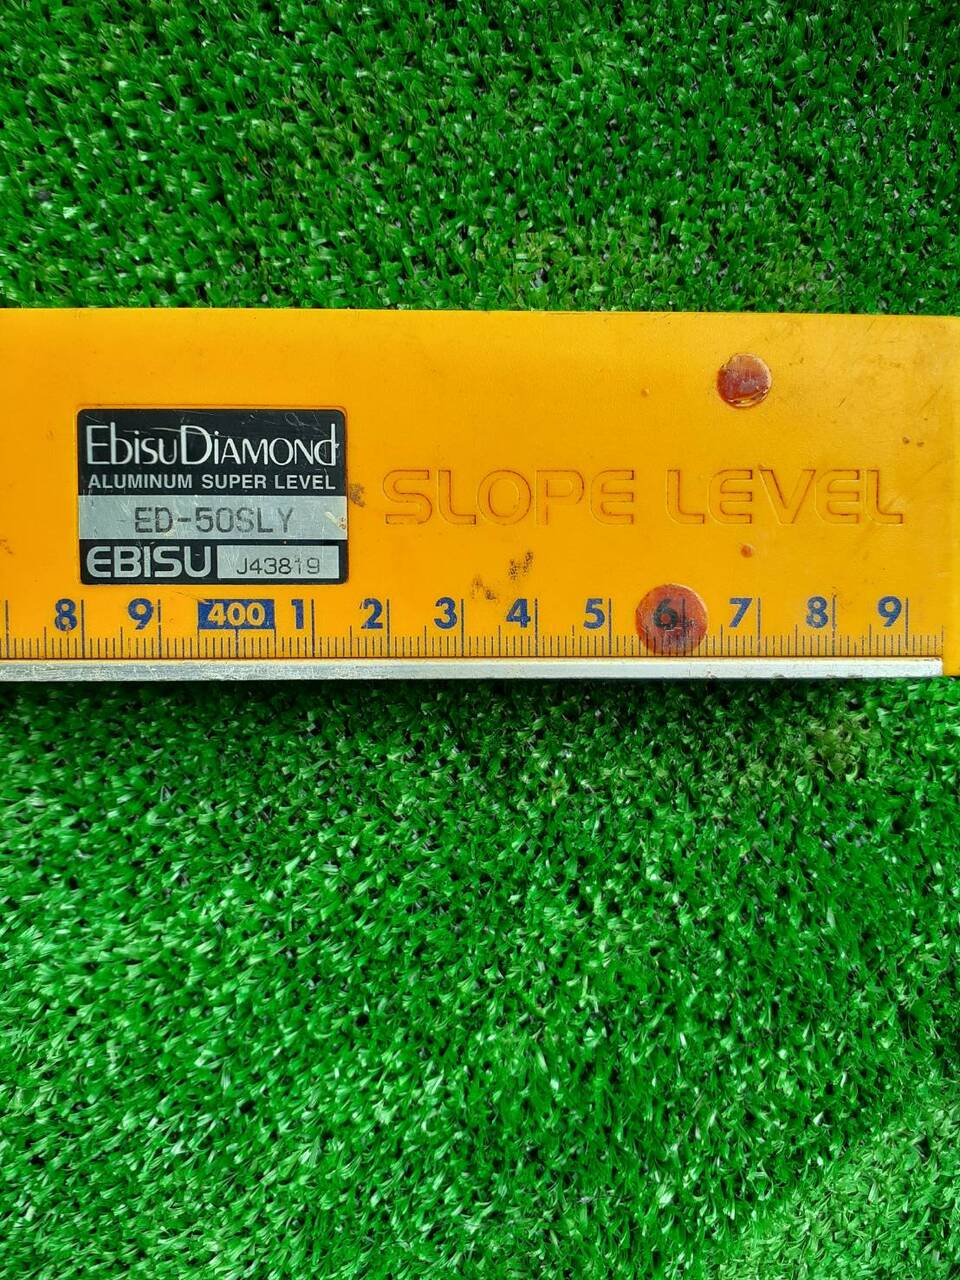 EbisuDiamond
ALUMINUM SUPER LEVEL
ED-50SLY
EBISU J43819
SLOPE LEVEL
8 9 400 1 2 3 4 5 6 7 8 9